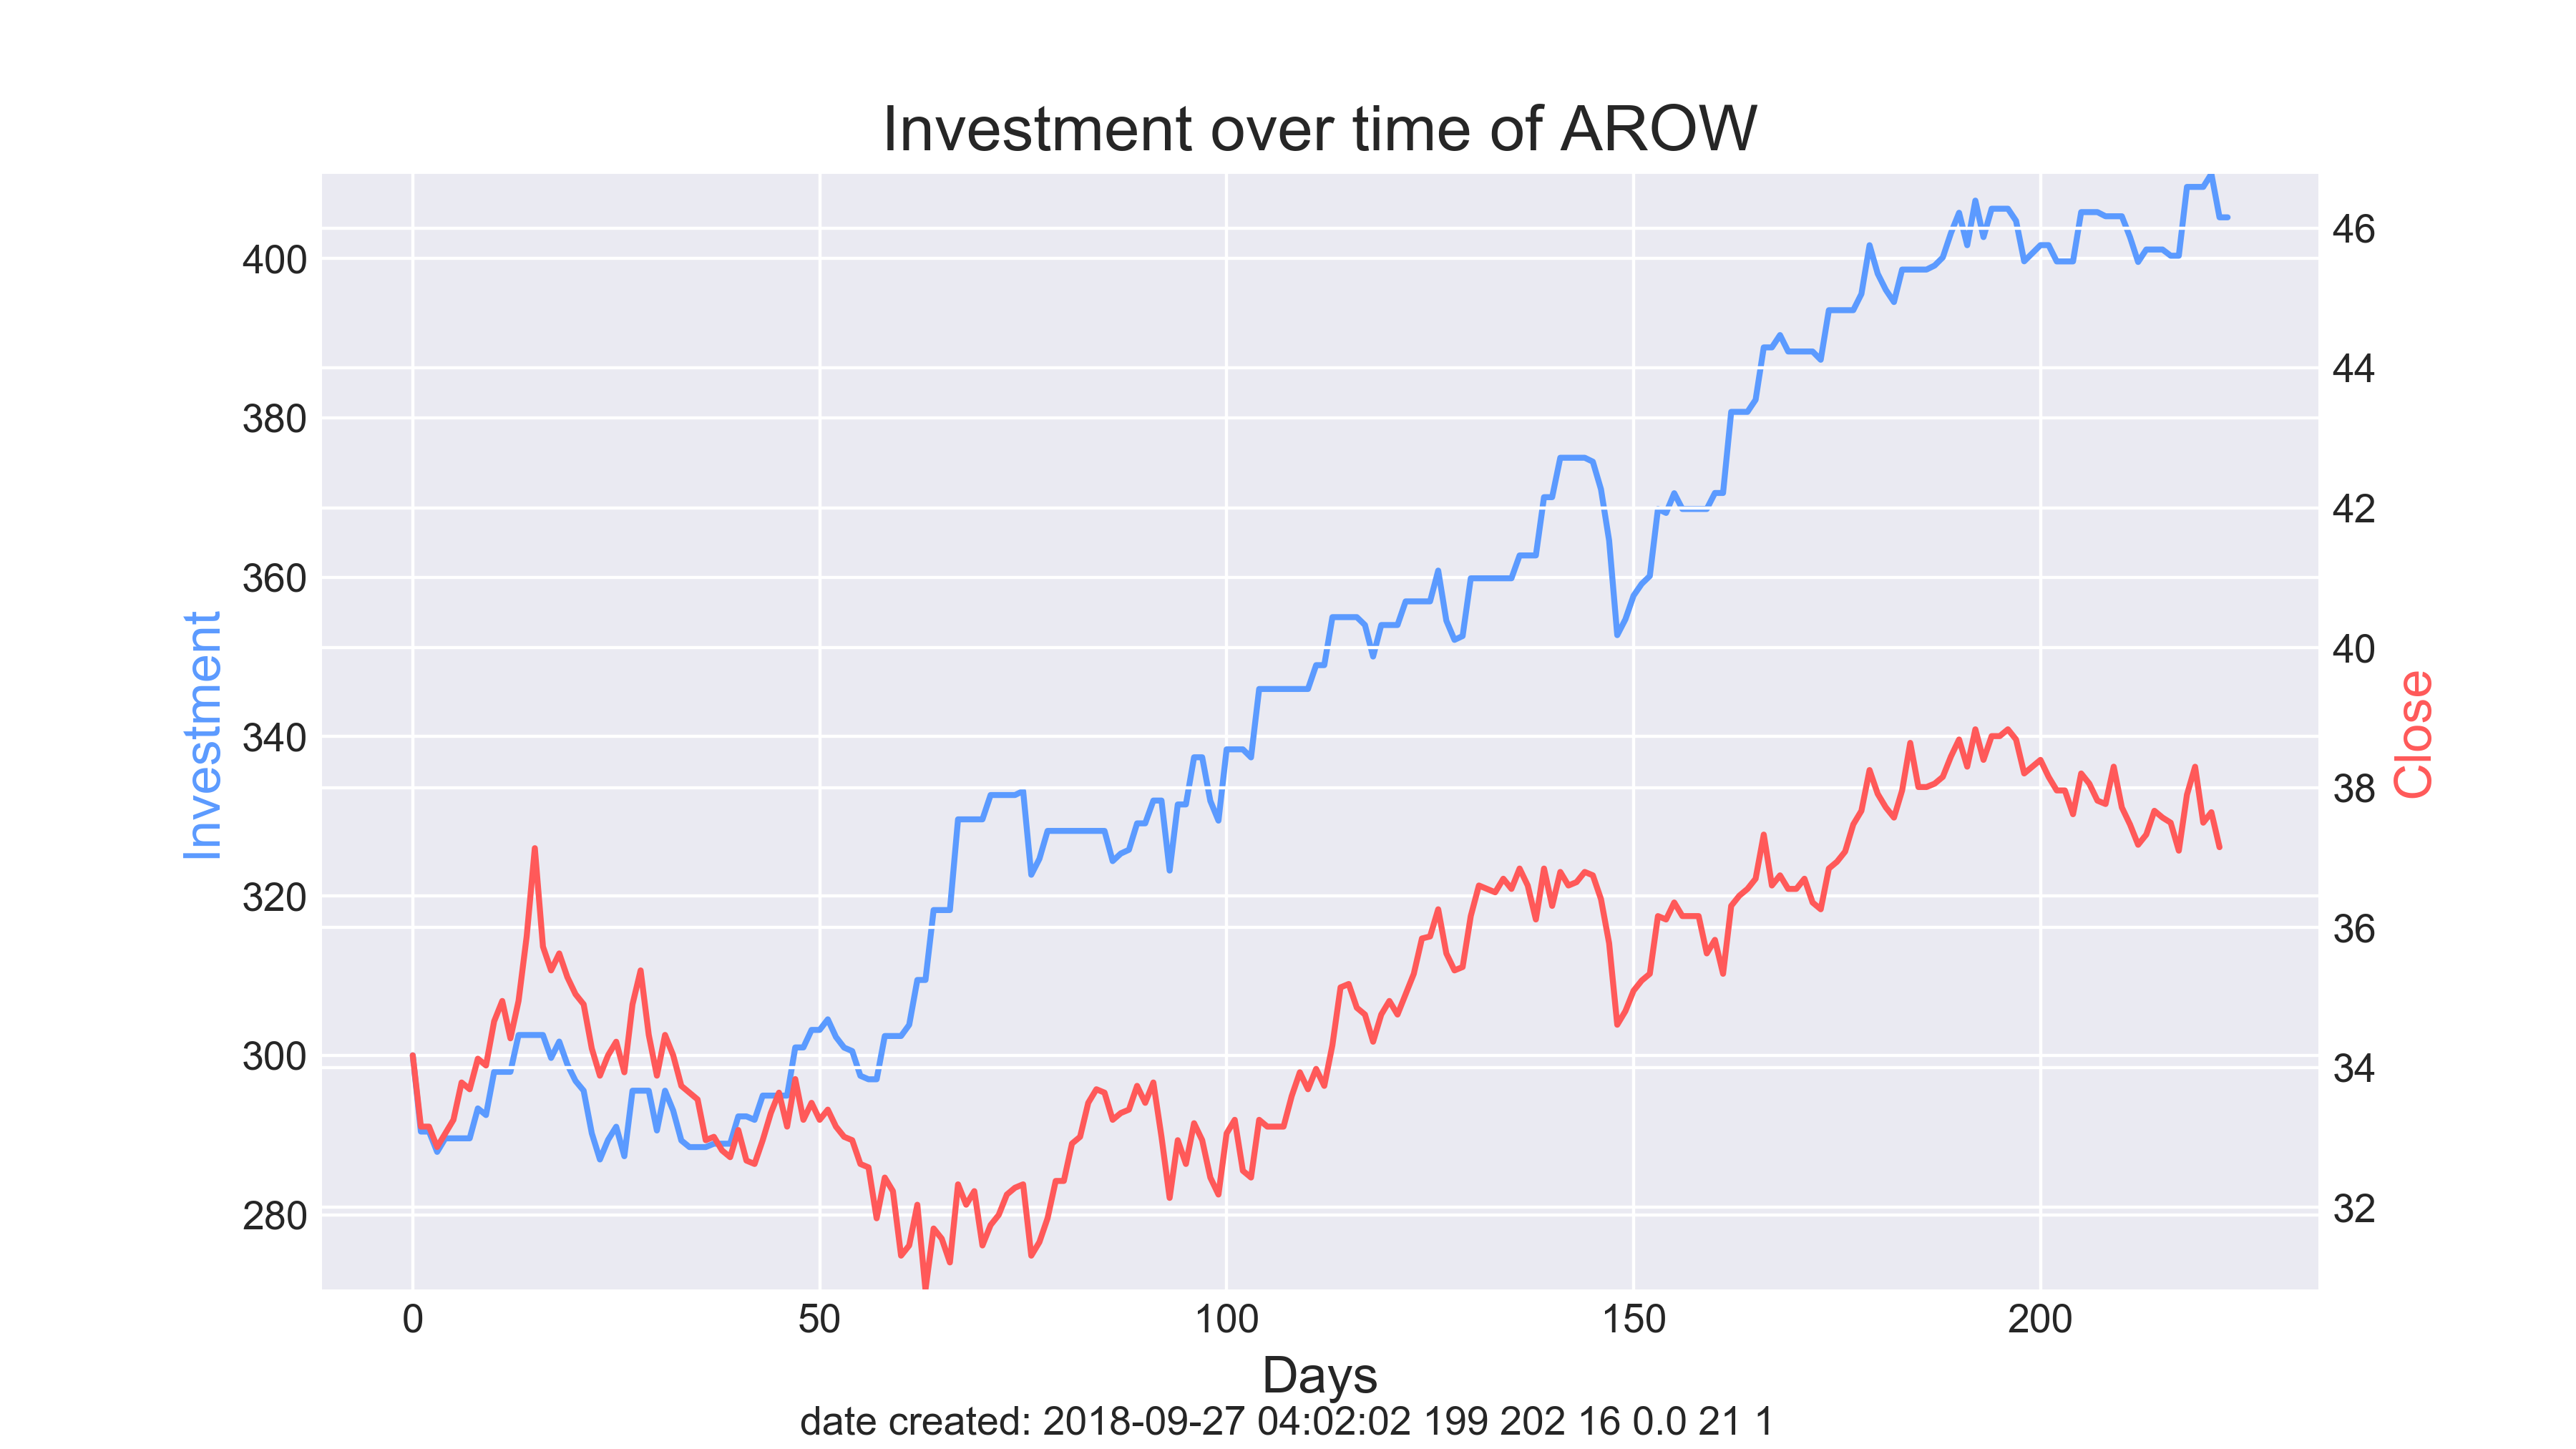 Investment over time of AROW
400
380
360
340
320
300
280
Investment
46
44
42
40
38
36
34
32
Close
0 50 100 150 200
Days
date created: 2018-09-27 04:02:02 199 202 16 0.0 21 1